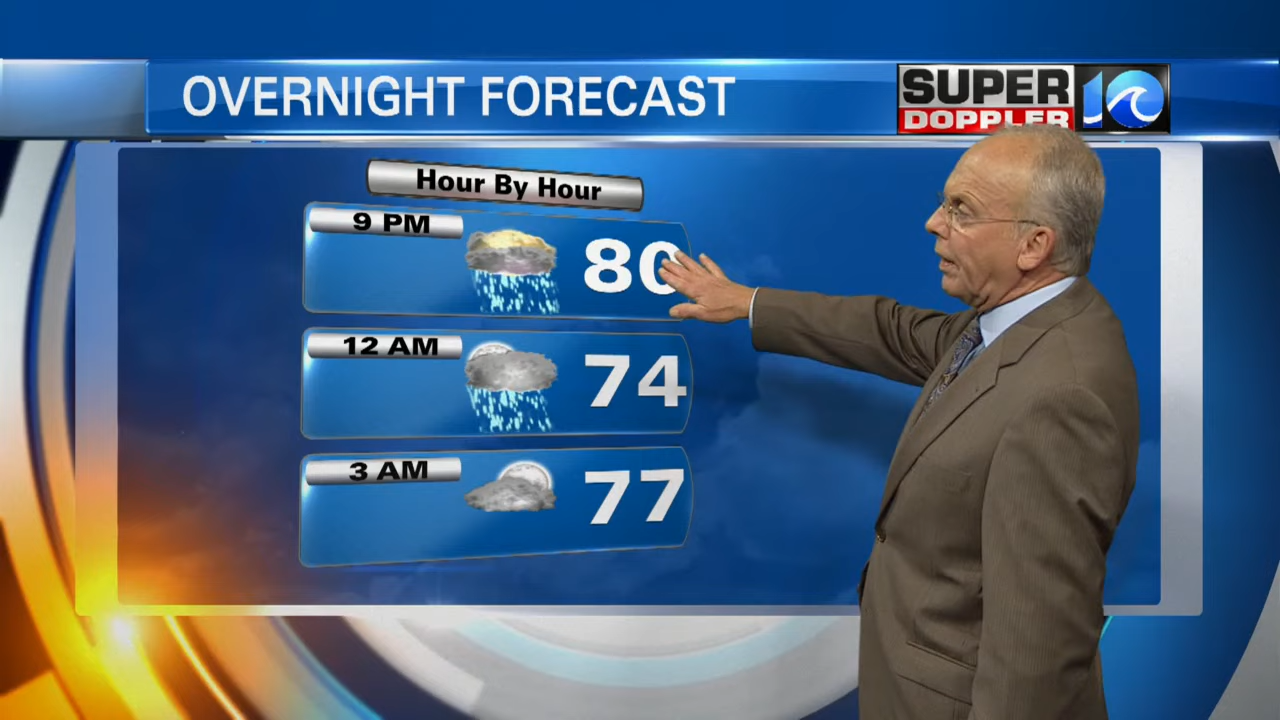 OVERNIGHT FORECAST
SUPER
DOPPLER 10
Hour By Hour
9 PM
80
12 AM
74
3 AM
77